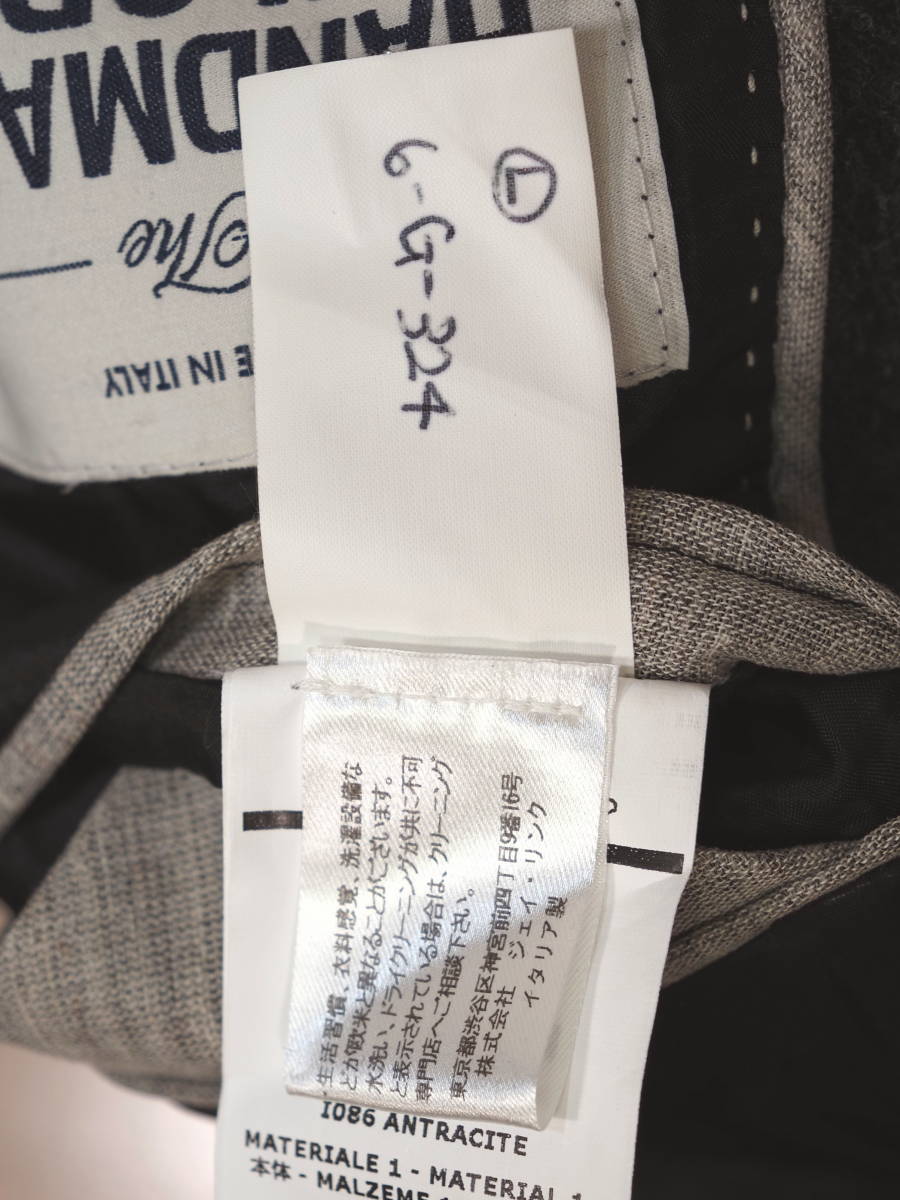 HANDMA
The
E IN ITALY
L
6-G-324
・生活習慣、衣料感覚、洗濯設備な
どが欧米と異なることがございます。
水洗い、ドライクリーニングが共に不可
と表示されている場合は、クリーニング
専門店へご相談下さい。
東京都渋谷区神宮前四丁目9番16号
株式会社 ジェイ・リンク
イタリア製
I086 ANTRACITE
MATERIALE 1 - MATERIAL 1
本体 - MALZEME